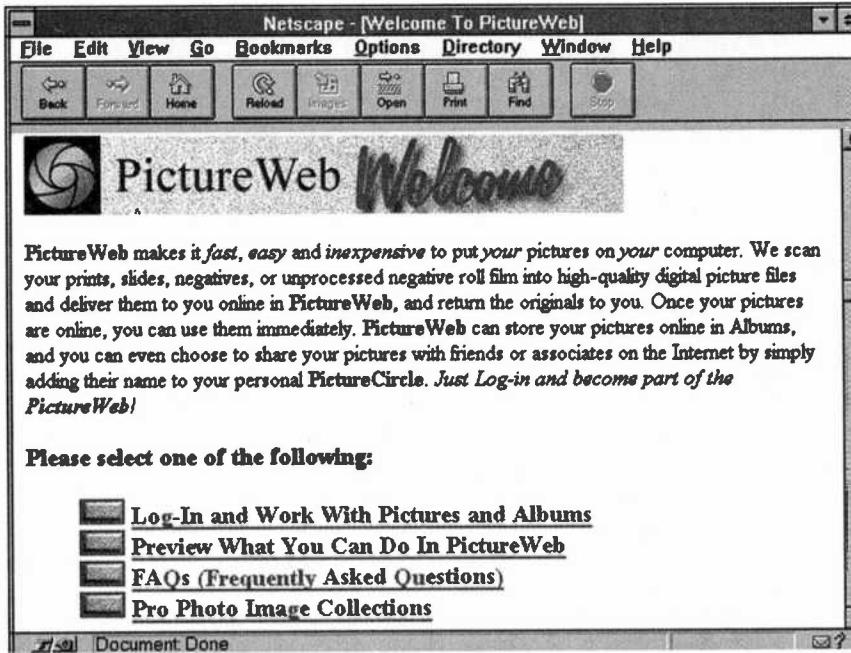 Netscape - [Welcome To PictureWeb]
File Edit View Go Bookmarks Options Directory Window Help
Back Forward Home Reload Images Open Print Find Stop
PictureWeb Welcome
PictureWeb makes it fast, easy and inexpensive to put your pictures on your computer. We scan
your prints, slides, negatives, or unprocessed negative roll film into high-quality digital picture files
and deliver them to you online in PictureWeb, and return the originals to you. Once your pictures
are online, you can use them immediately. PictureWeb can store your pictures online in Albums,
and you can even choose to share your pictures with friends or associates on the Internet by simply
adding their name to your personal PictureCircle. Just Log-in and become part of the
PictureWeb!
Please select one of the following:
Log-In and Work With Pictures and Albums
Preview What You Can Do In PictureWeb
FAQs (Frequently Asked Questions)
Pro Photo Image Collections
Document: Done